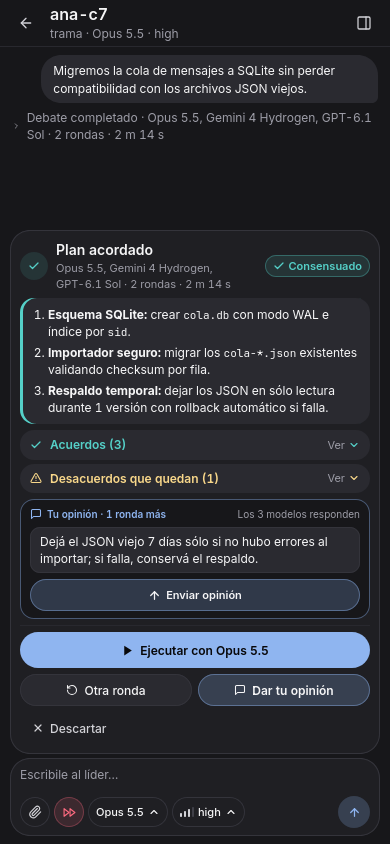 ana-c7
trama · Opus 5.5 · high
Migremos la cola de mensajes a SQLite sin perder
compatibilidad con los archivos JSON viejos.
Debate completado · Opus 5.5, Gemini 4 Hydrogen, GPT-6.1
Sol · 2 rondas · 2 m 14 s
Plan acordado
Opus 5.5, Gemini 4 Hydrogen,
GPT-6.1 Sol · 2 rondas · 2 m 14 s
Consensuado
1. Esquema SQLite: crear cola.db con modo WAL e
índice por sid.
2. Importador seguro: migrar los cola-*.json existentes
validando checksum por fila.
3. Respaldo temporal: dejar los JSON en sólo lectura
durante 1 versión con rollback automático si falla.
Acuerdos (3) Ver
Desacuerdos que quedan (1) Ver
Tu opinión · 1 ronda más Los 3 modelos responden
Dejá el JSON viejo 7 días sólo si no hubo errores al
importar; si falla, conservá el respaldo.
Enviar opinión
Ejecutar con Opus 5.5
Otra ronda Dar tu opinión
Descartar
Escribile al líder...
Opus 5.5 high